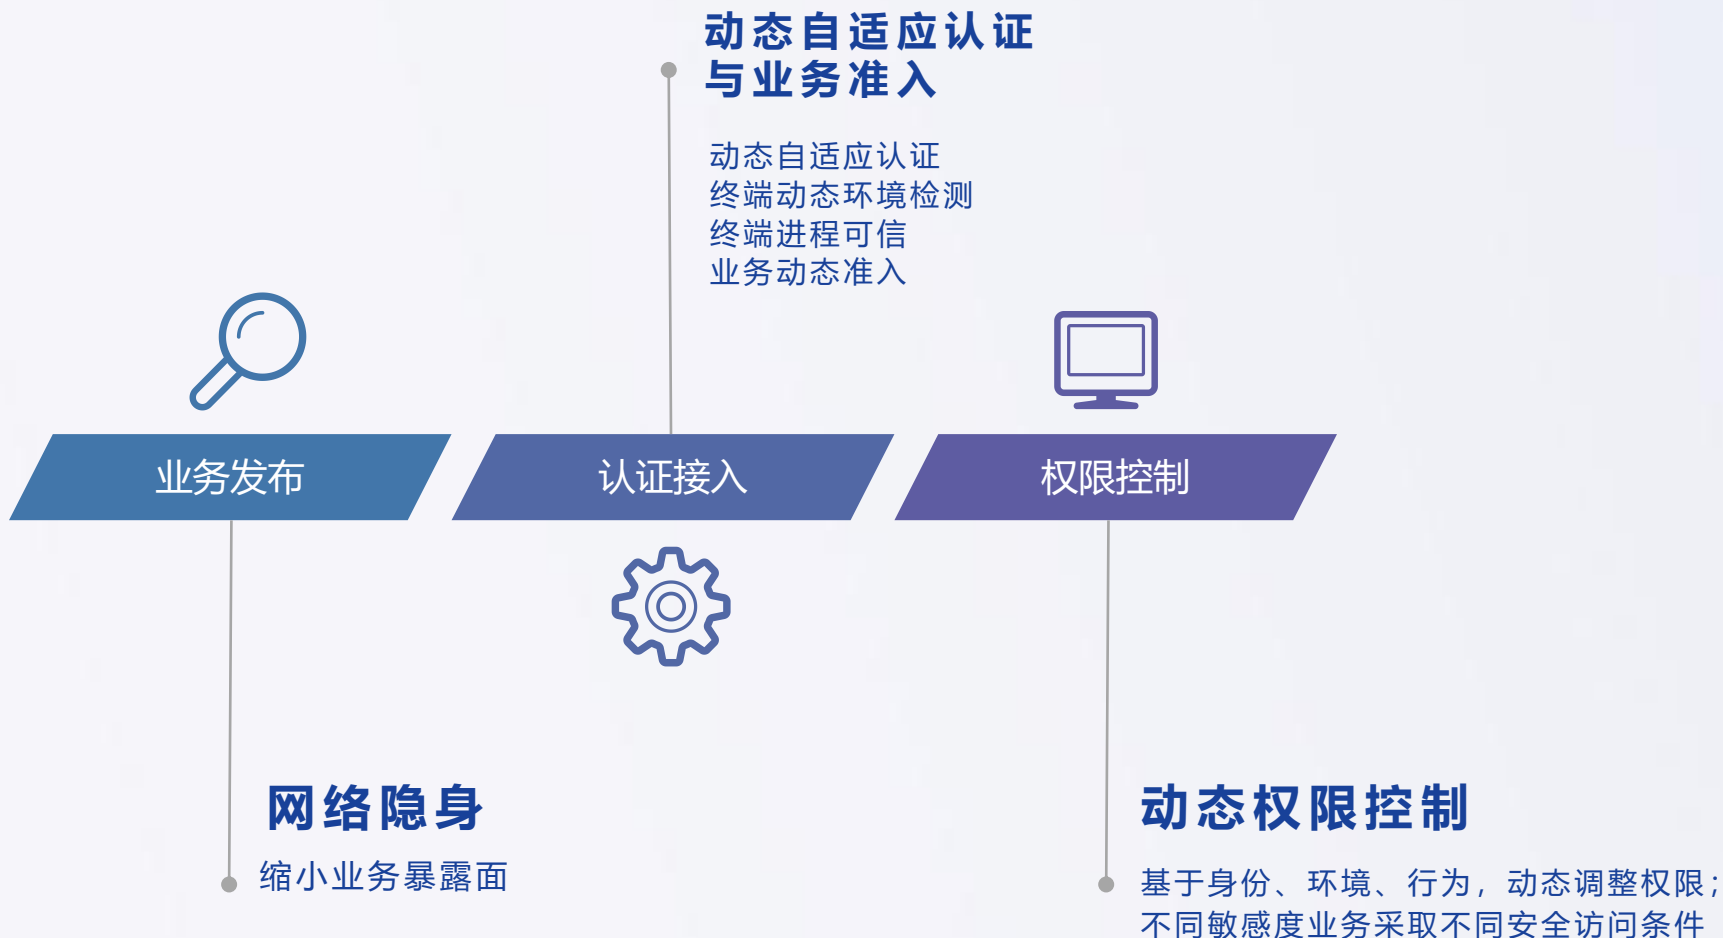 动态自适应认证
与业务准入
动态自适应认证
终端动态环境检测
终端进程可信
业务动态准入
业务发布
认证接入
权限控制
网络隐身
缩小业务暴露面
动态权限控制
基于身份、环境、行为，动态调整权限；
不同敏感度业务采取不同安全访问条件